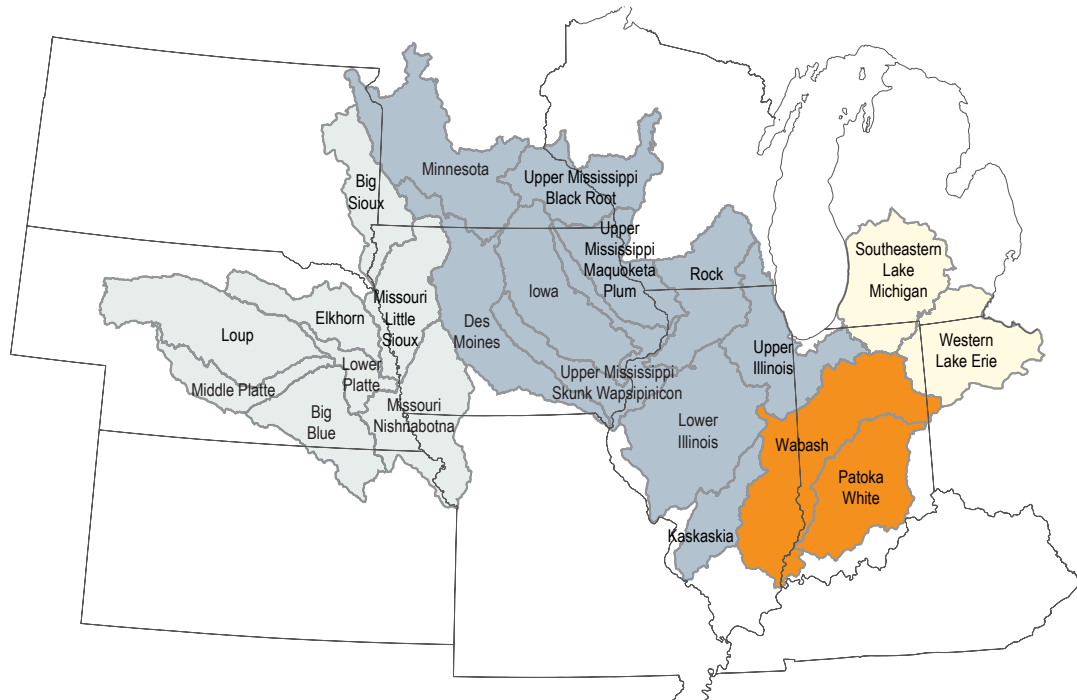 Minnesota
Upper Mississippi
Black Root
Big
Sioux
Upper
Mississippi
Maquoketa
Plum
Southeastern
Lake
Michigan
Rock
Iowa
Missouri
Little
Sioux
Elkhorn
Loup
Des
Moines
Upper
Illinois
Western
Lake Erie
Lower
Platte
Middle Platte
Upper Mississippi
Skunk Wapsipinicon
Missouri
Nishnabotna
Big
Blue
Lower
Illinois
Wabash
Patoka
White
Kaskaskia